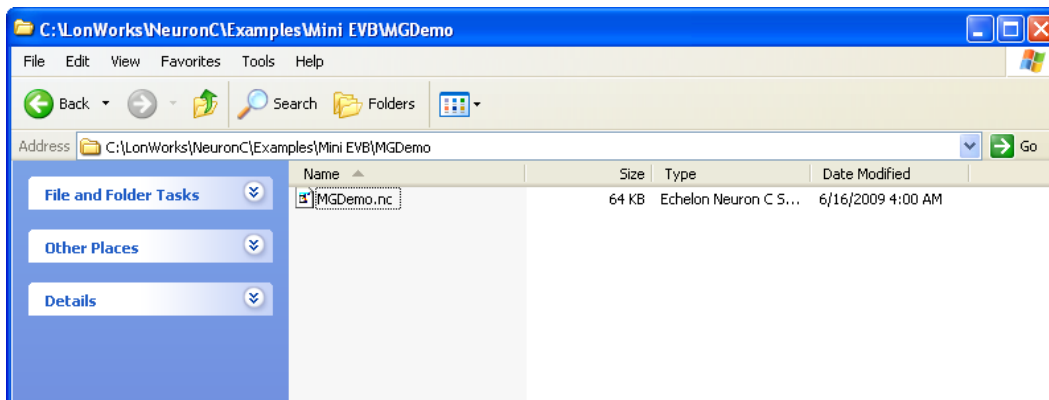 C:\LonWorks\NeuronC\Examples\Mini EVB\MGDemo
File Edit View Favorites Tools Help
Back Search Folders
Address C:\LonWorks\NeuronC\Examples\Mini EVB\MGDemo Go
Name Size Type Date Modified
MGDemo.nc 64 KB Echelon Neuron C S... 6/16/2009 4:00 AM
File and Folder Tasks
Other Places
Details